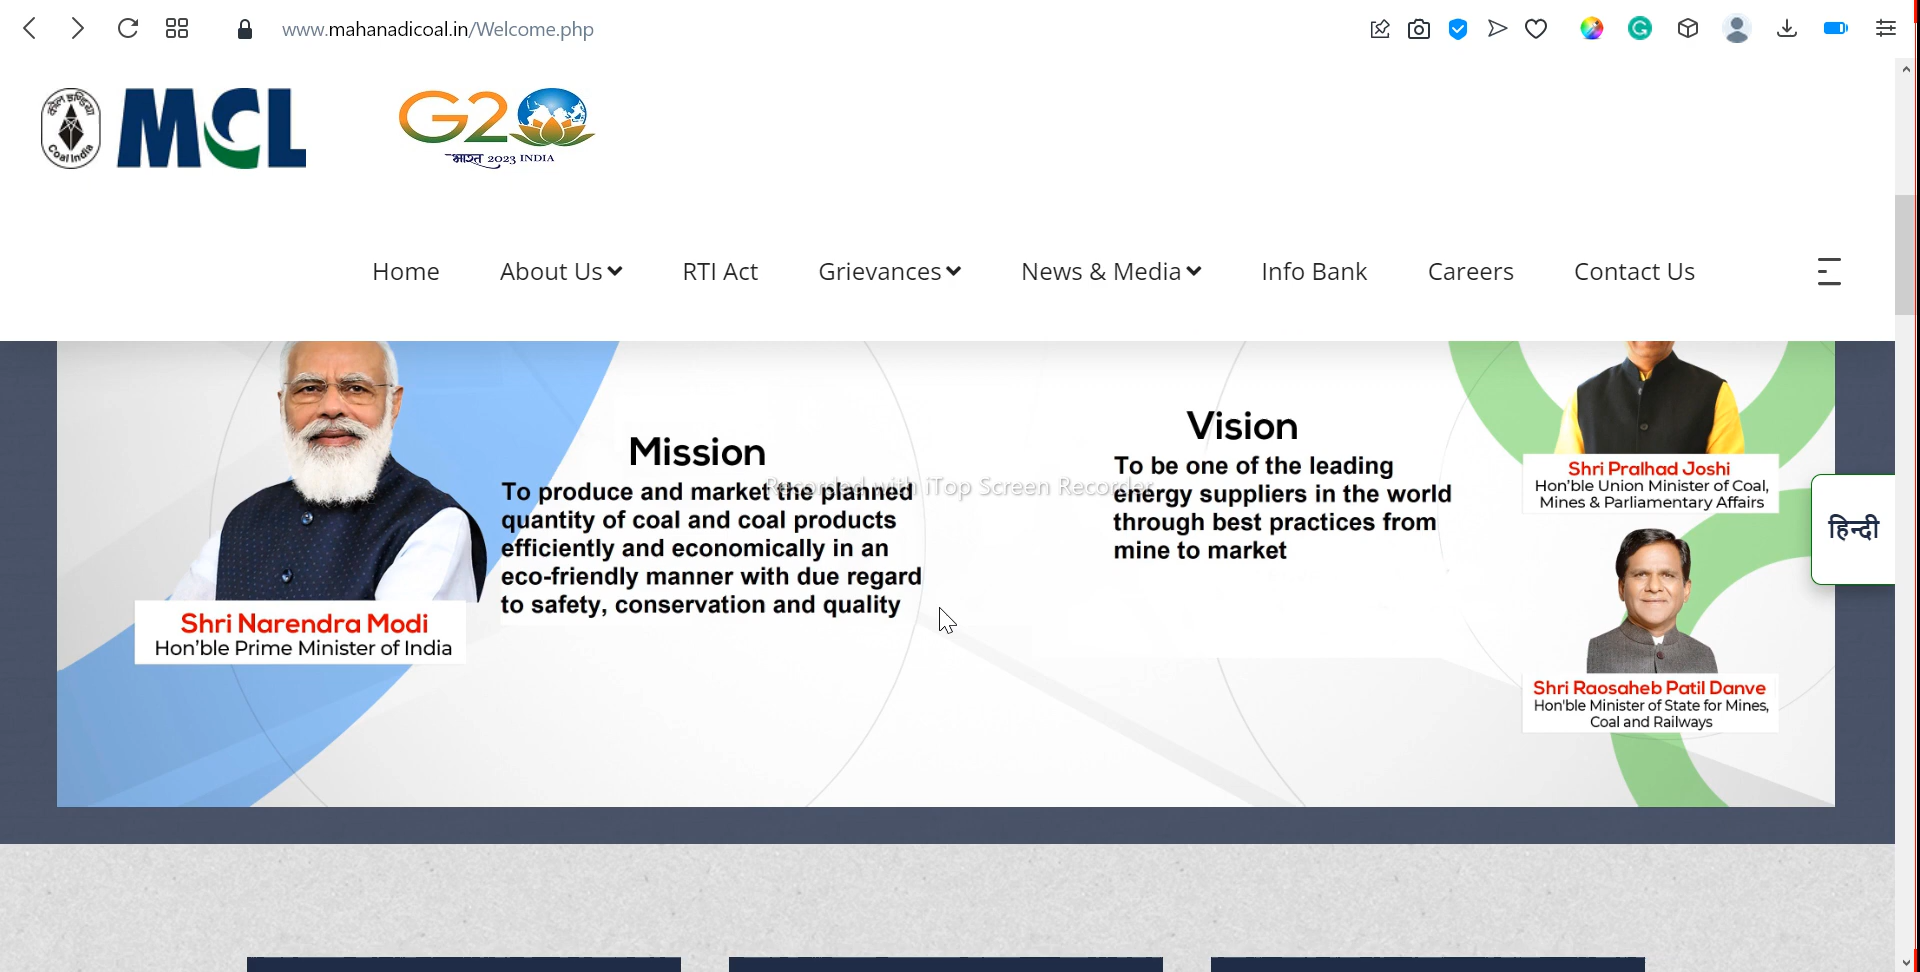 www.mahanadicoal.in/Welcome.php
कोल इण्डिया
Coal India
MCL
G20
भारत 2023 INDIA
Home
About Us
RTI Act
Grievances
News & Media
Info Bank
Careers
Contact Us
Mission
To produce and market the planned
quantity of coal and coal products
efficiently and economically in an
eco-friendly manner with due regard
to safety, conservation and quality
Recorded with iTop Screen Recorder
Vision
To be one of the leading
energy suppliers in the world
through best practices from
mine to market
Shri Narendra Modi
Hon'ble Prime Minister of India
Shri Pralhad Joshi
Hon'ble Union Minister of Coal,
Mines & Parliamentary Affairs
हिन्दी
Shri Raosaheb Patil Danve
Hon'ble Minister of State for Mines,
Coal and Railways